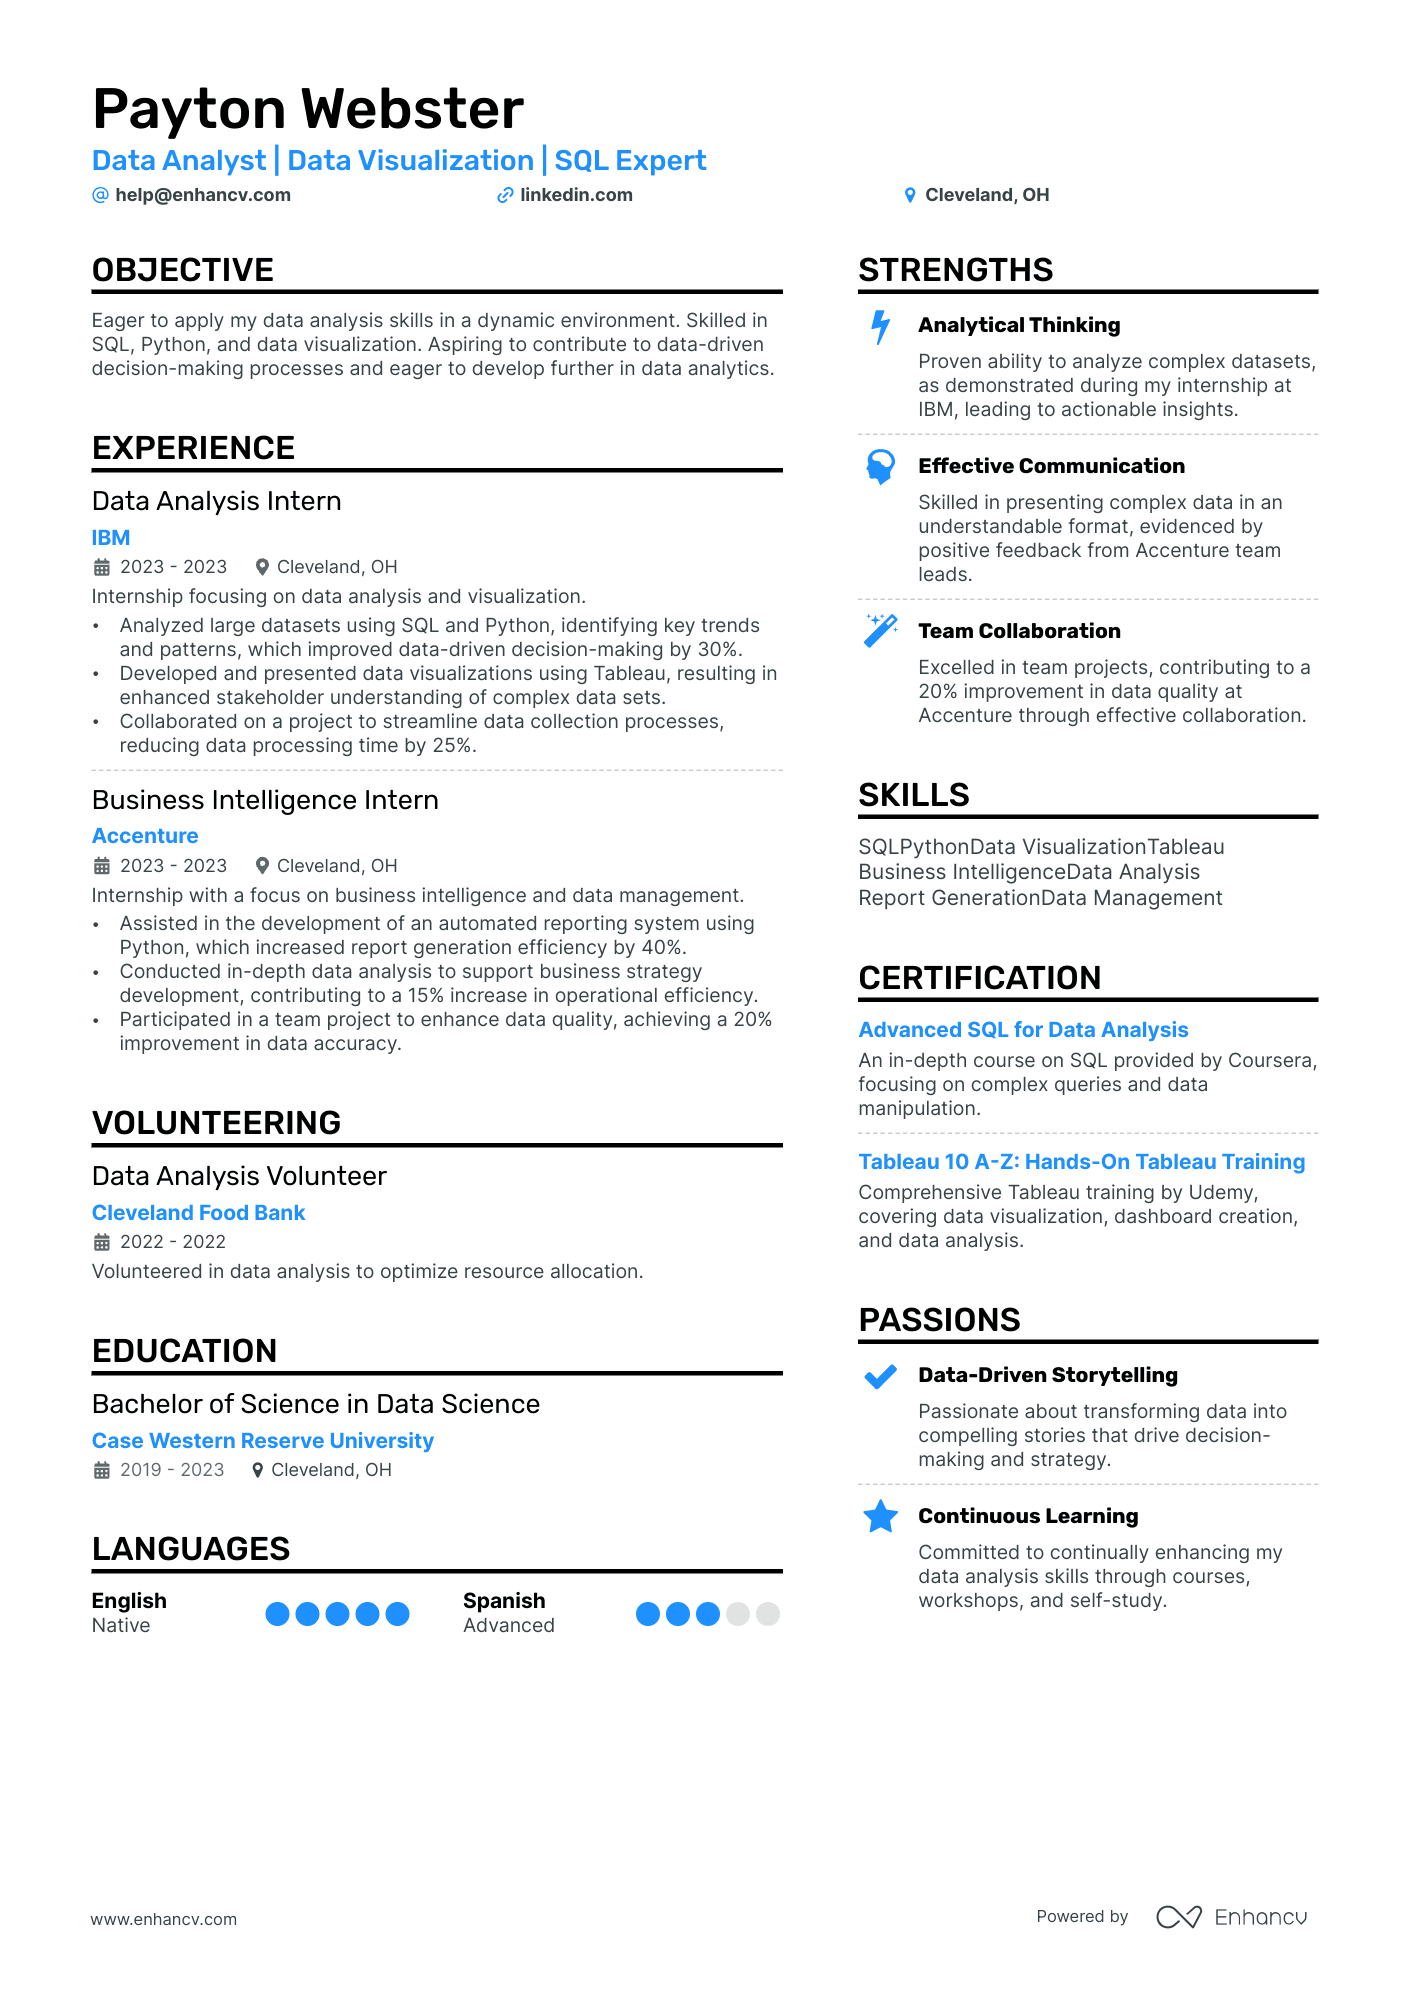 Payton Webster
Data Analyst | Data Visualization | SQL Expert
help@enhancv.com
linkedin.com
Cleveland, OH
OBJECTIVE
Eager to apply my data analysis skills in a dynamic environment. Skilled in
SQL, Python, and data visualization. Aspiring to contribute to data-driven
decision-making processes and eager to develop further in data analytics.
EXPERIENCE
Data Analysis Intern
IBM
2023 - 2023 Cleveland, OH
Internship focusing on data analysis and visualization.
• Analyzed large datasets using SQL and Python, identifying key trends
and patterns, which improved data-driven decision-making by 30%.
• Developed and presented data visualizations using Tableau, resulting in
enhanced stakeholder understanding of complex data sets.
• Collaborated on a project to streamline data collection processes,
reducing data processing time by 25%.
Business Intelligence Intern
Accenture
2023 - 2023 Cleveland, OH
Internship with a focus on business intelligence and data management.
• Assisted in the development of an automated reporting system using
Python, which increased report generation efficiency by 40%.
• Conducted in-depth data analysis to support business strategy
development, contributing to a 15% increase in operational efficiency.
• Participated in a team project to enhance data quality, achieving a 20%
improvement in data accuracy.
VOLUNTEERING
Data Analysis Volunteer
Cleveland Food Bank
2022 - 2022
Volunteered in data analysis to optimize resource allocation.
EDUCATION
Bachelor of Science in Data Science
Case Western Reserve University
2019 - 2023 Cleveland, OH
LANGUAGES
English
Native
Spanish
Advanced
STRENGTHS
Analytical Thinking
Proven ability to analyze complex datasets,
as demonstrated during my internship at
IBM, leading to actionable insights.
Effective Communication
Skilled in presenting complex data in an
understandable format, evidenced by
positive feedback from Accenture team
leads.
Team Collaboration
Excelled in team projects, contributing to a
20% improvement in data quality at
Accenture through effective collaboration.
SKILLS
SQLPythonData VisualizationTableau
Business IntelligenceData Analysis
Report GenerationData Management
CERTIFICATION
Advanced SQL for Data Analysis
An in-depth course on SQL provided by Coursera,
focusing on complex queries and data
manipulation.
Tableau 10 A-Z: Hands-On Tableau Training
Comprehensive Tableau training by Udemy,
covering data visualization, dashboard creation,
and data analysis.
PASSIONS
Data-Driven Storytelling
Passionate about transforming data into
compelling stories that drive decision-
making and strategy.
Continuous Learning
Committed to continually enhancing my
data analysis skills through courses,
workshops, and self-study.
www.enhancv.com
Powered by Enhancv